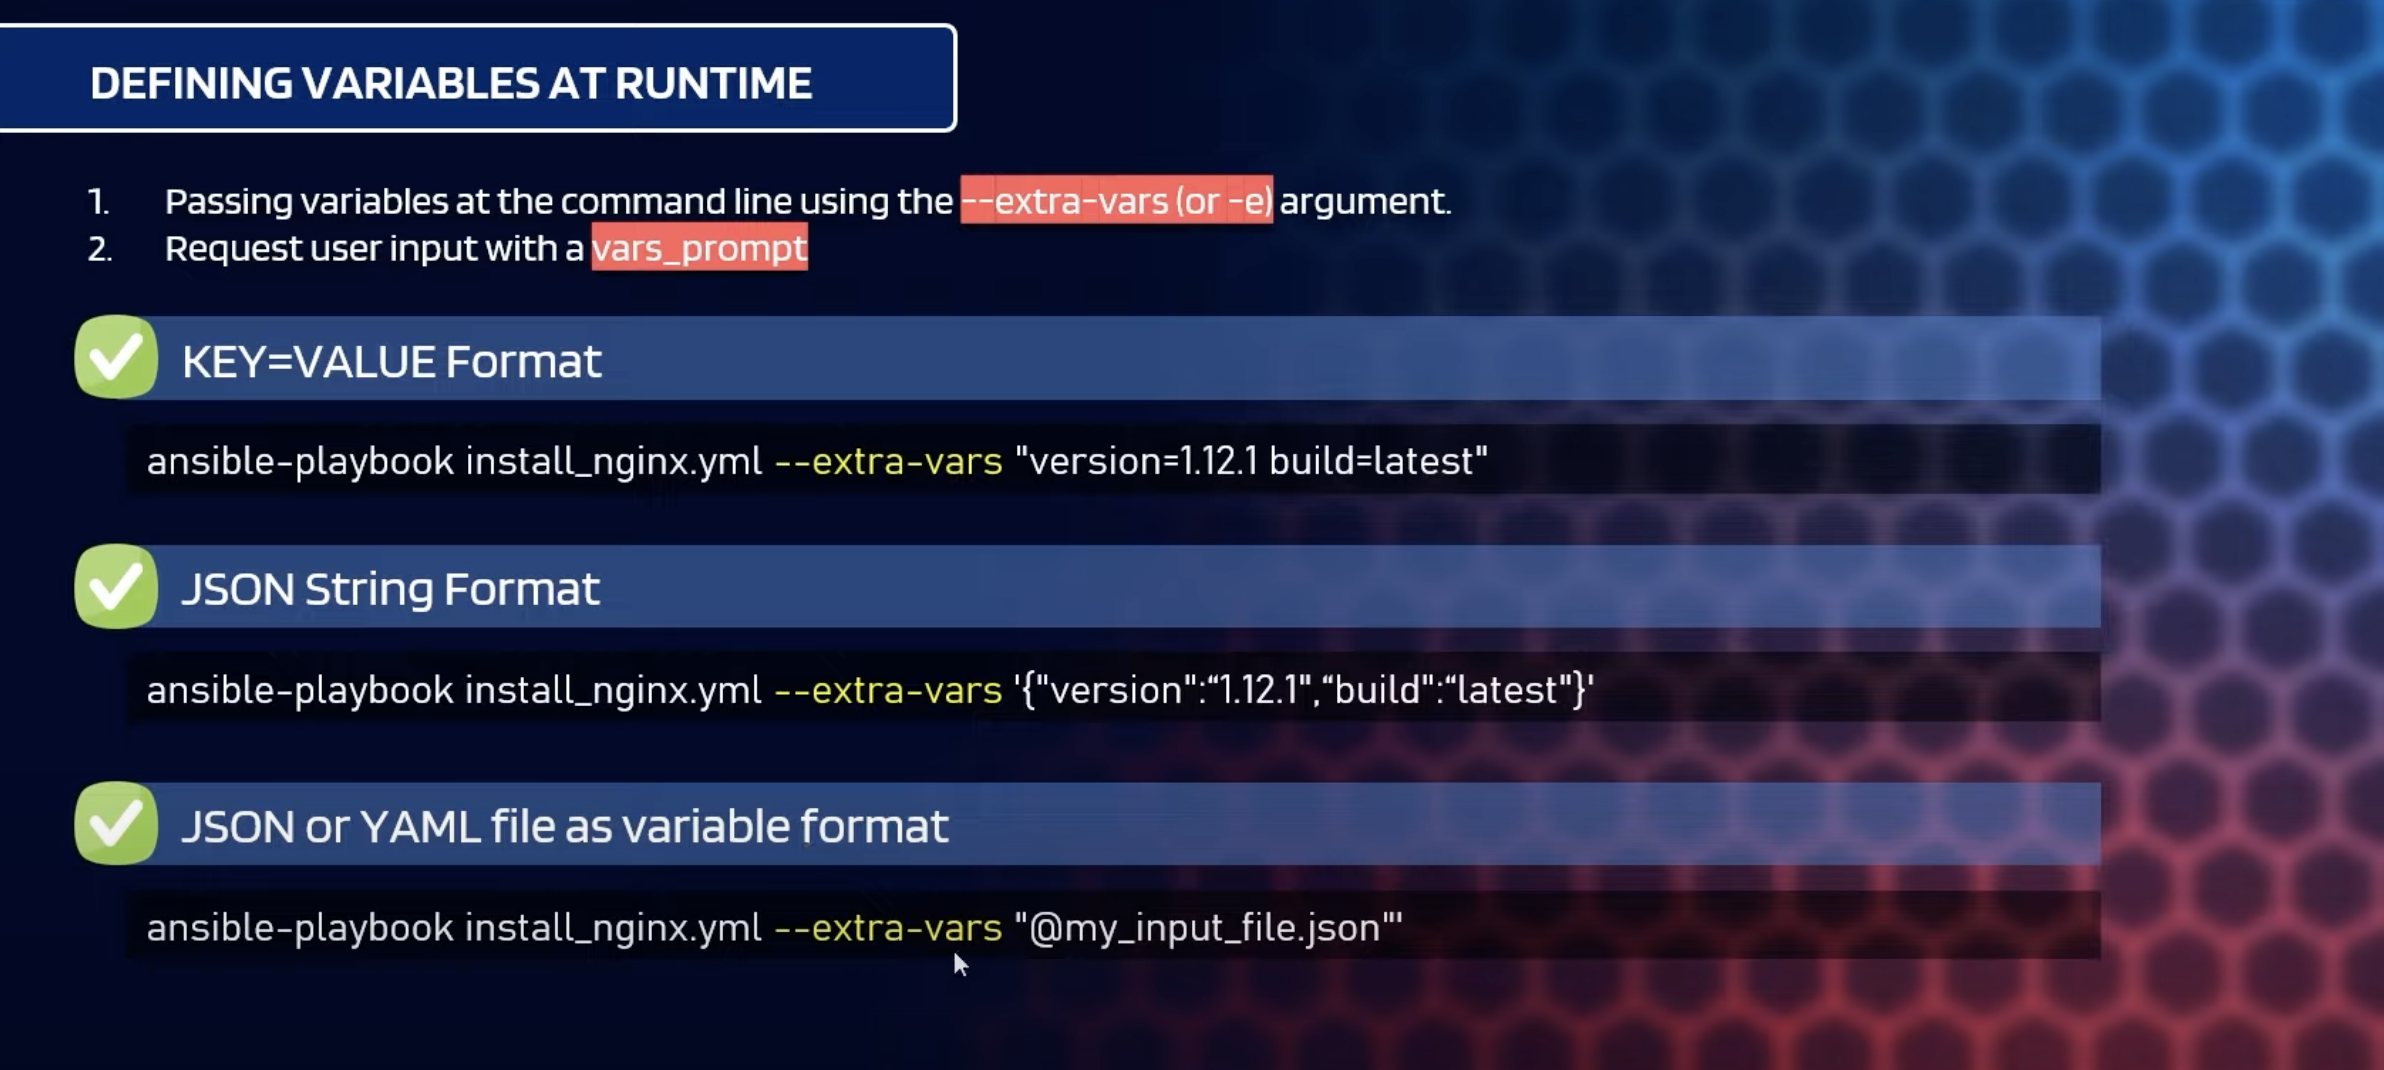 DEFINING VARIABLES AT RUNTIME
1. Passing variables at the command line using the --extra-vars (or -e) argument.
2. Request user input with a vars_prompt
KEY=VALUE Format
ansible-playbook install_nginx.yml --extra-vars "version=1.12.1 build=latest"
JSON String Format
ansible-playbook install_nginx.yml --extra-vars '{"version":“1.12.1",“build":“latest"}'
JSON or YAML file as variable format
ansible-playbook install_nginx.yml --extra-vars "@my_input_file.json"'